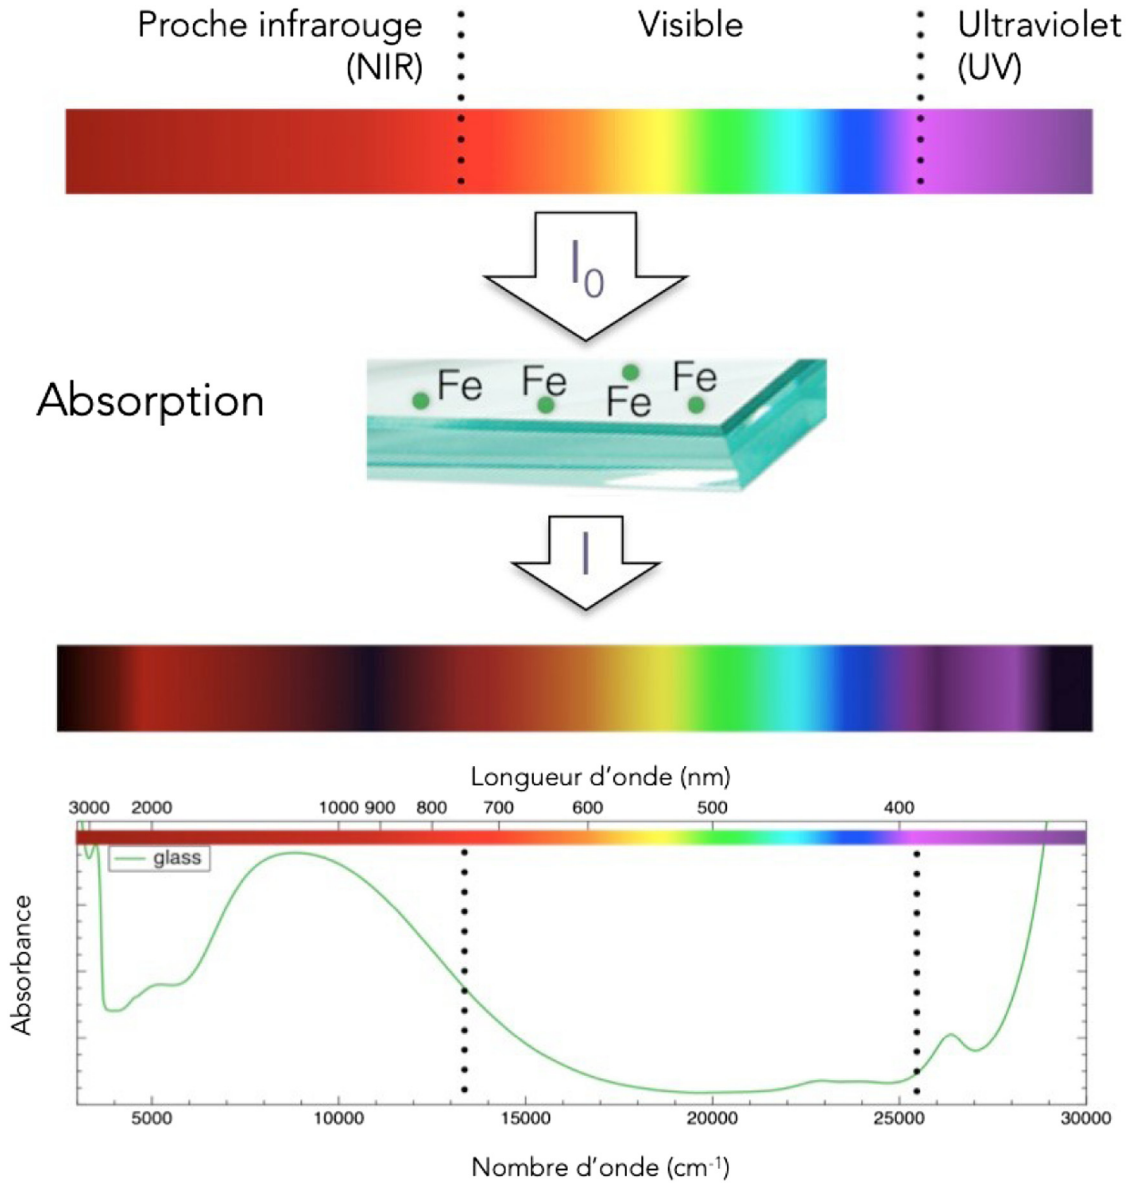 Proche infrarouge
(NIR)
Visible
Ultraviolet
(UV)
I0
Absorption
Fe
Fe
Fe
Fe
I
Longueur d'onde (nm)
3000 2000 1000 900 800 700 600 500 400
glass
Absorbance
5000 10000 15000 20000 25000 30000
Nombre d'onde (cm-1)